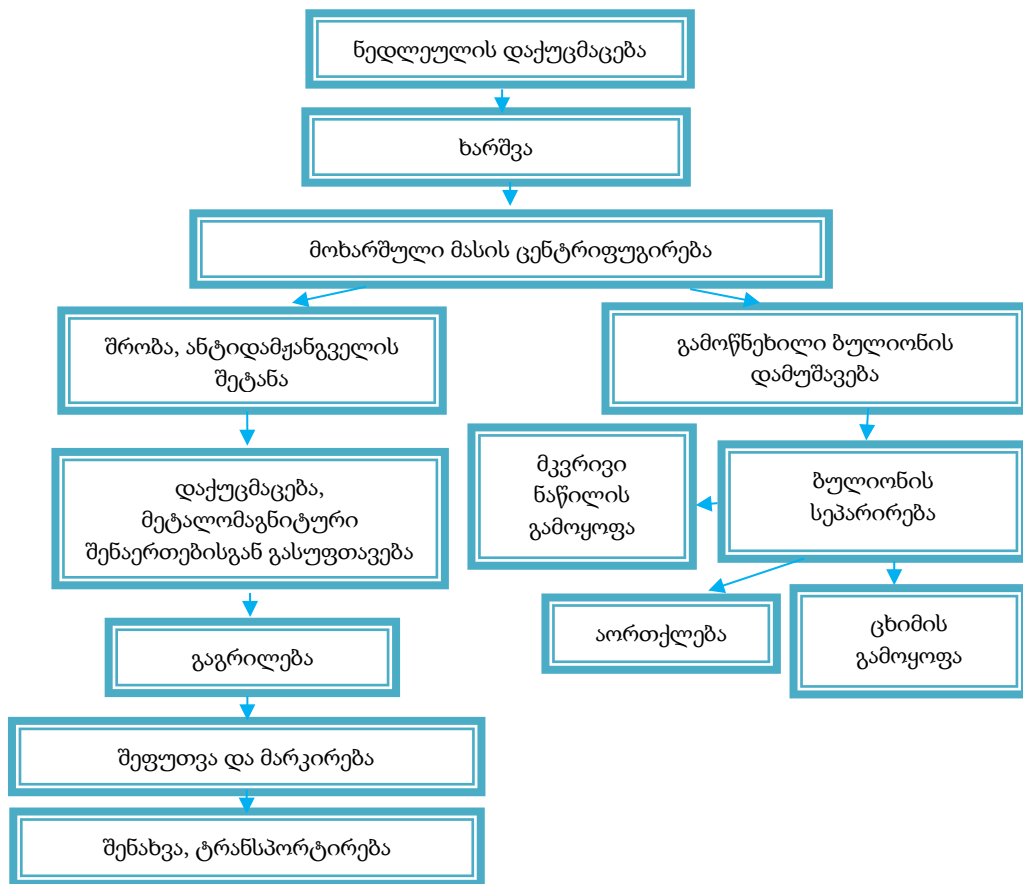 ნედლეულის დაქუცმაცება
ხარშვა
მოხარშული მასის ცენტრიფუგირება
შრობა, ანტიდამჟანგველის
შეტანა
გამოწნეხილი ბულიონის
დამუშავება
დაქუცმაცება,
მეტალომაგნიტური
შენაერთებისგან გასუფთავება
მკვრივი
ნაწილის
გამოყოფა
ბულიონის
სეპარირება
გაგრილება
აორთქლება
ცხიმის
გამოყოფა
შეფუთვა და მარკირება
შენახვა, ტრანსპორტირება